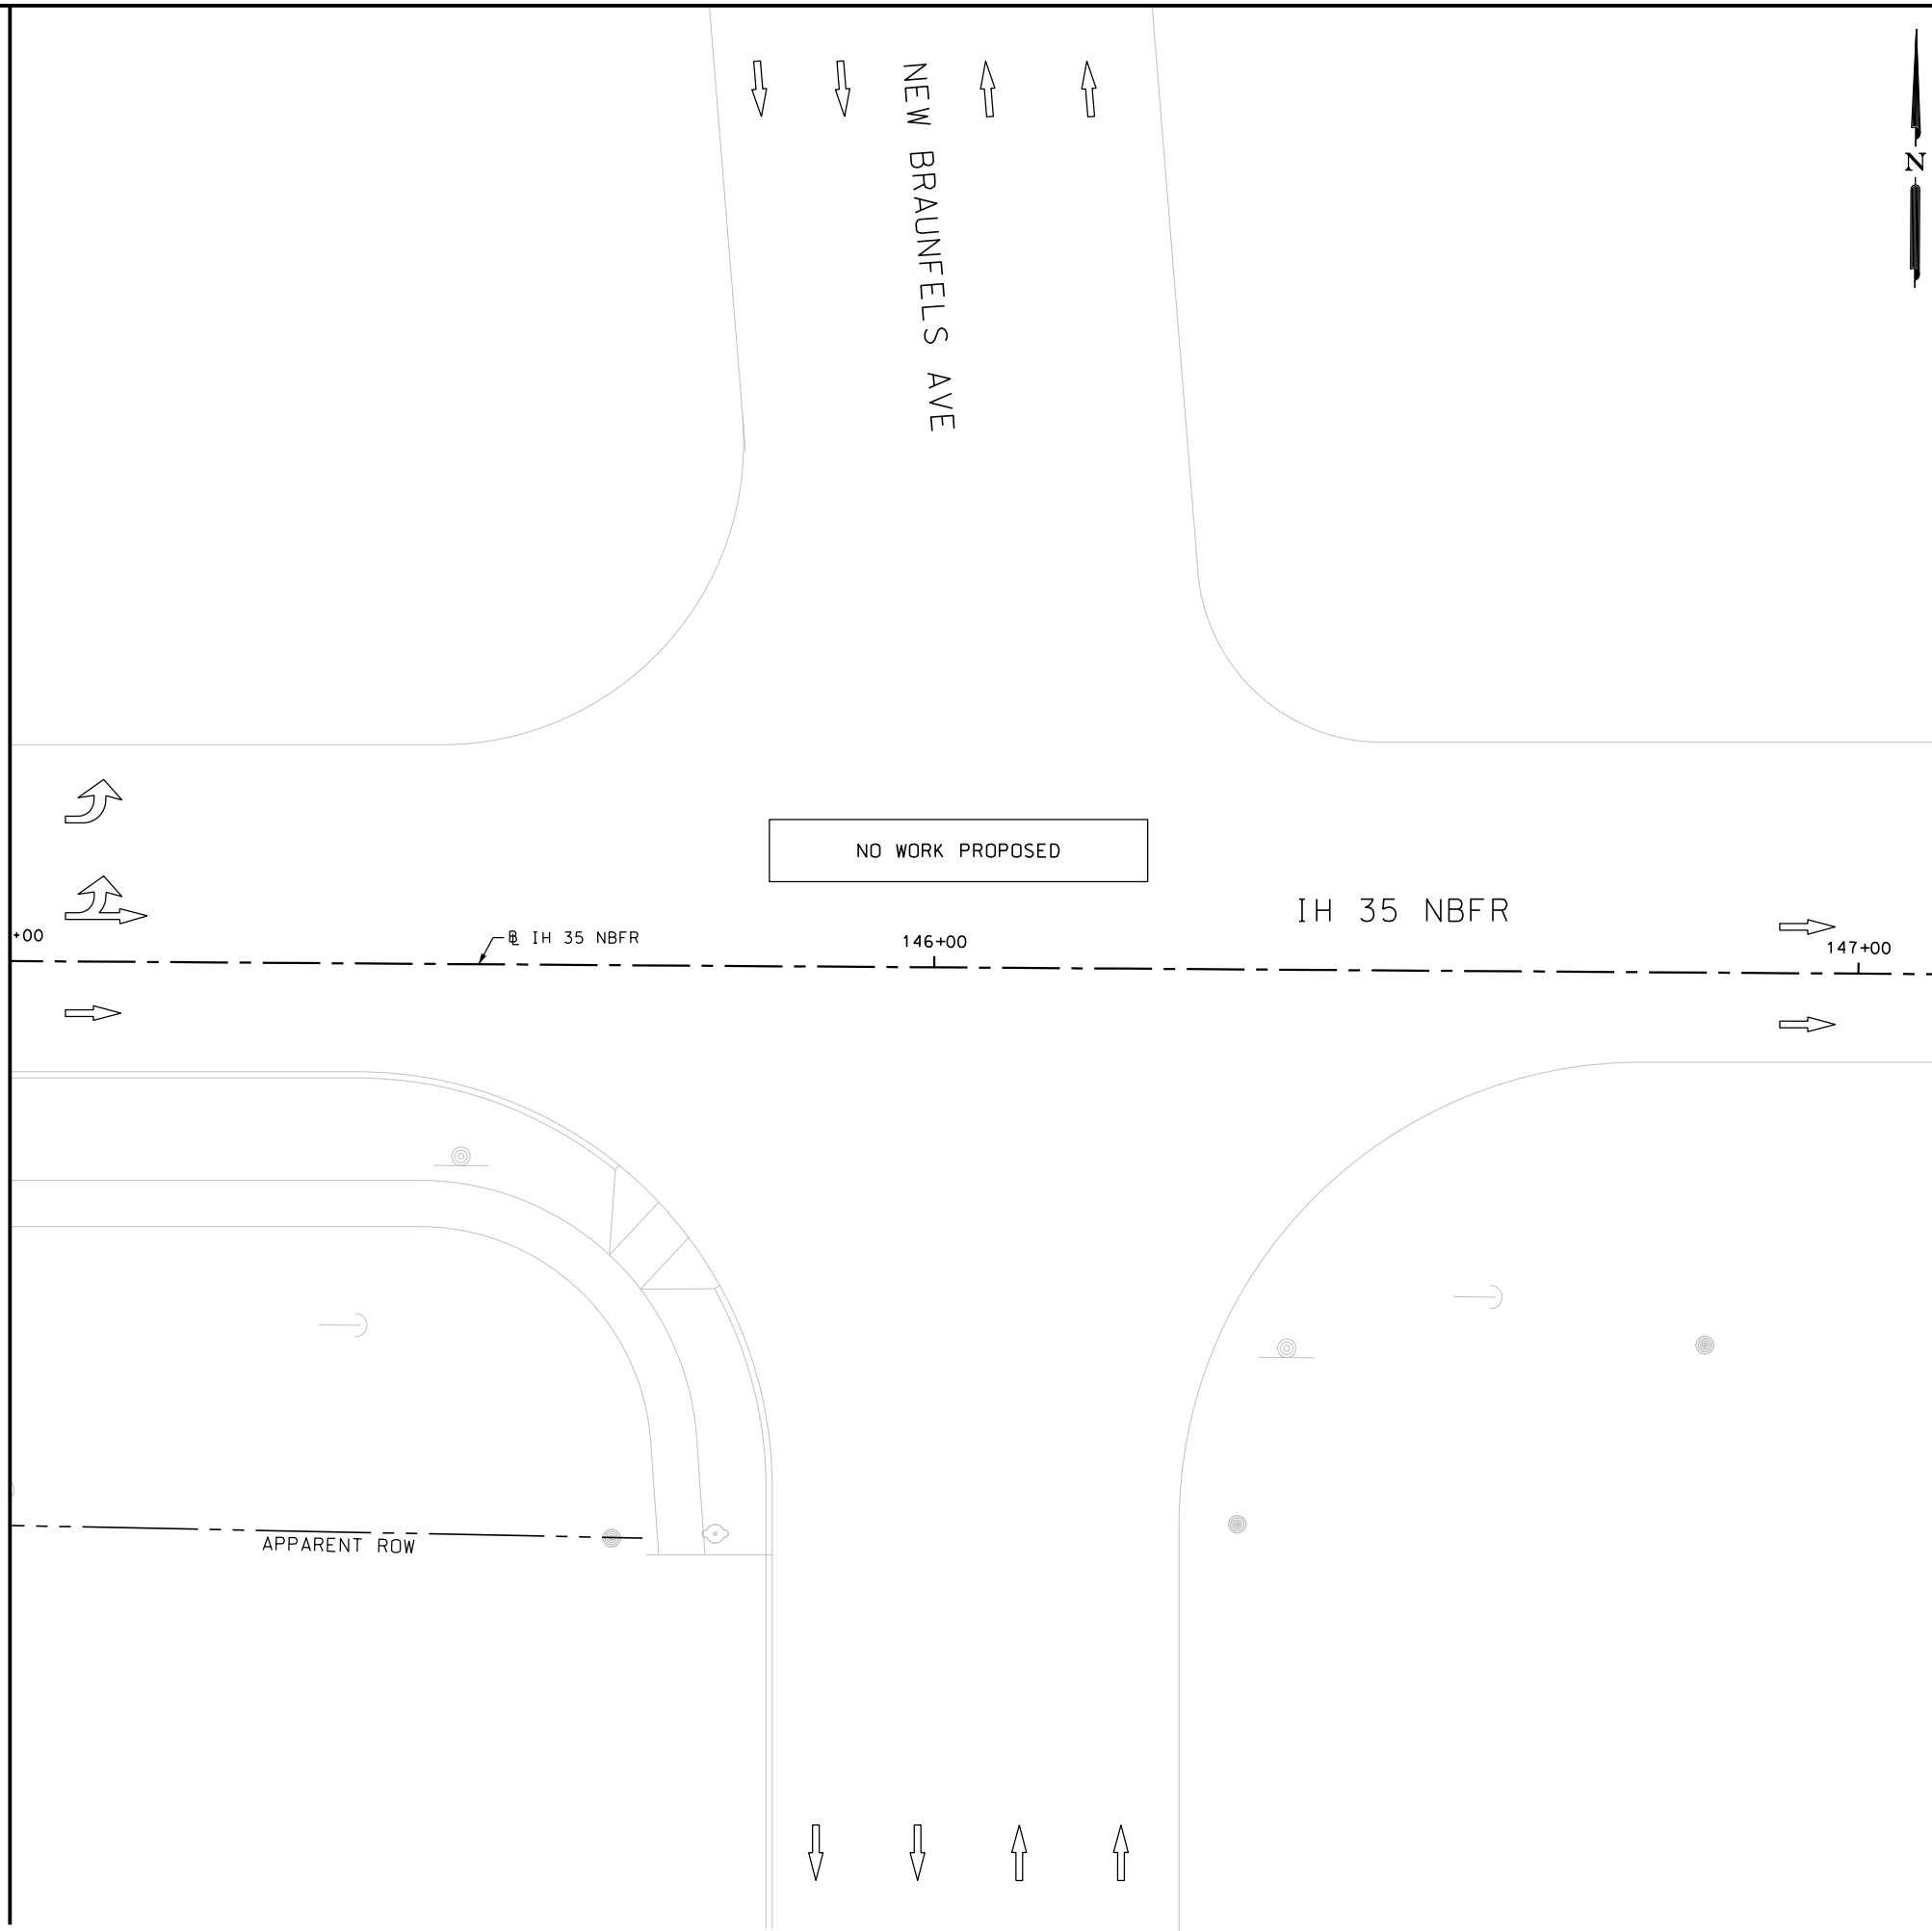 NEW BRAUNFELS AVE
N
NO WORK PROPOSED
IH 35 NBFR
+00
BL IH 35 NBFR
146+00
147+00
APPARENT ROW